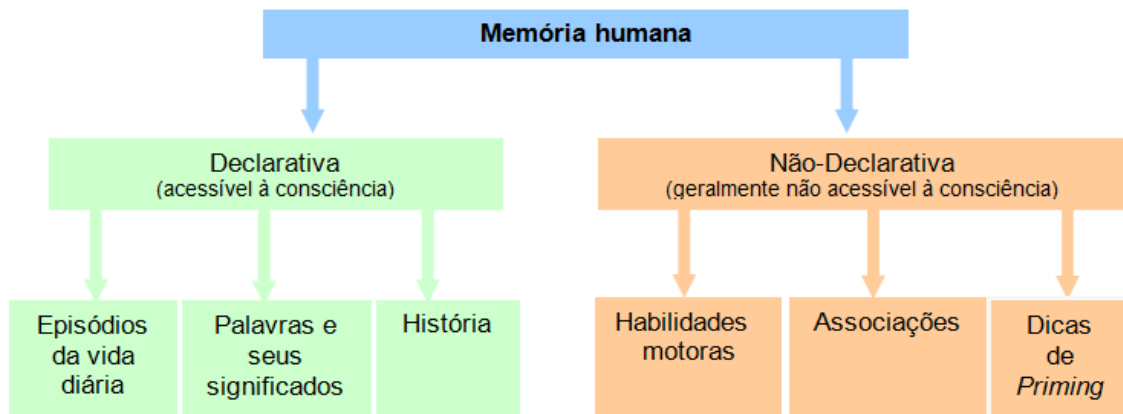 Memória humana
Declarativa
(acessível à consciência)
Não-Declarativa
(geralmente não acessível à consciência)
Episódios
da vida
diária
Palavras e
seus
significados
História
Habilidades
motoras
Associações
Dicas
de
Priming